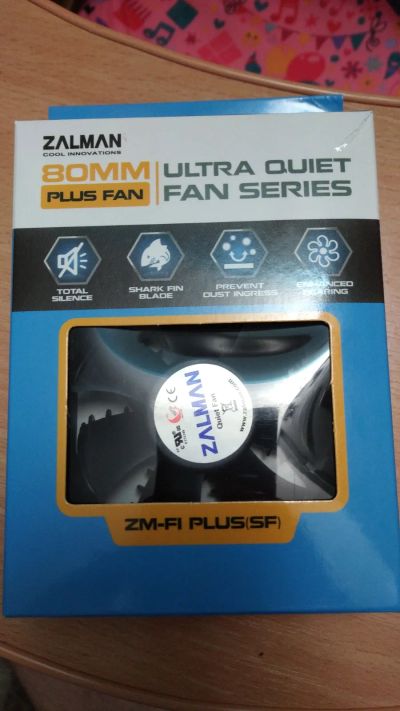 ZALMAN
COOL INNOVATIONS
80MM
PLUS FAN
ULTRA QUIET
FAN SERIES
TOTAL
SILENCE
SHARK FIN
BLADE
PREVENT
DUST INGRESS
ENHANCED
BEARING
CE
ZALMAN
Quiet Fan
ZM-F1 PLUS(SF)